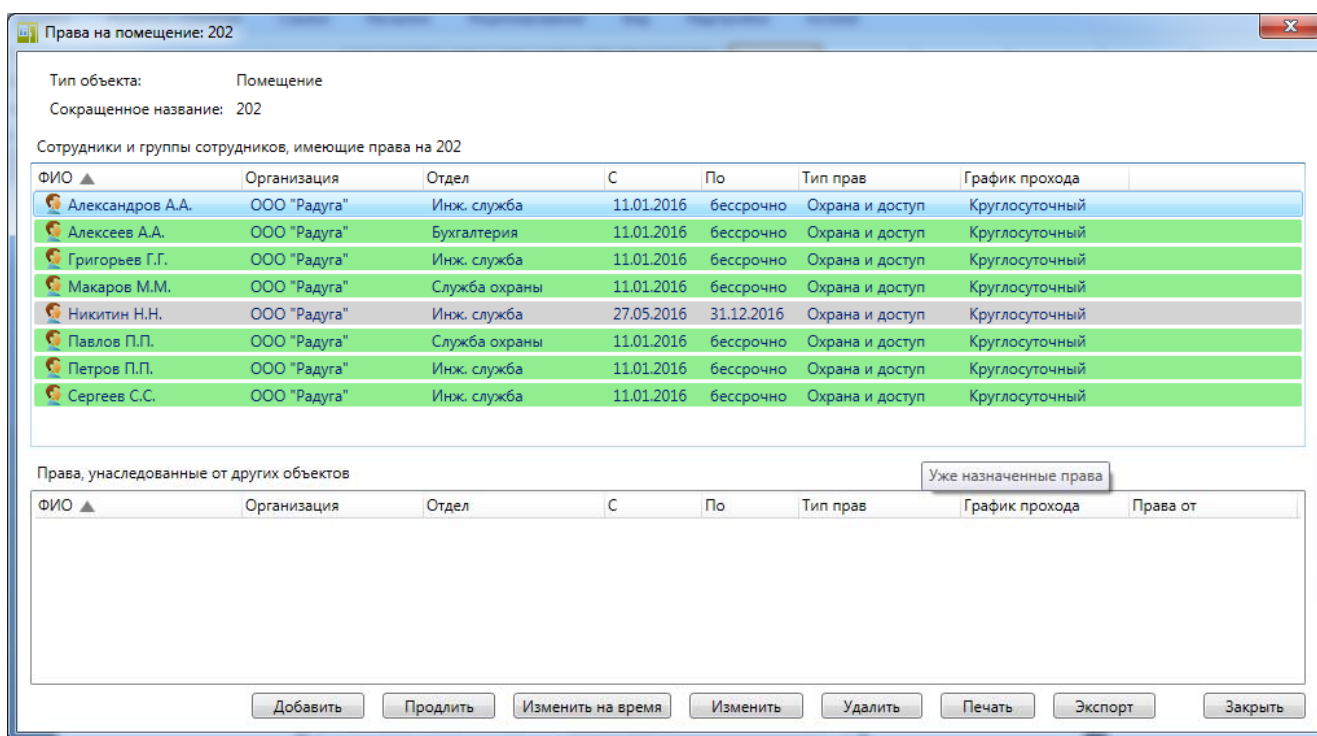 Права на помещение: 202
Тип объекта: Помещение
Сокращенное название: 202
Сотрудники и группы сотрудников, имеющие права на 202
ФИО Организация Отдел С По Тип прав График прохода
Александров А.А. ООО "Радуга" Инж. служба 11.01.2016 бессрочно Охрана и доступ Круглосуточный
Алексеев А.А. ООО "Радуга" Бухгалтерия 11.01.2016 бессрочно Охрана и доступ Круглосуточный
Григорьев Г.Г. ООО "Радуга" Инж. служба 11.01.2016 бессрочно Охрана и доступ Круглосуточный
Макаров М.М. ООО "Радуга" Служба охраны 11.01.2016 бессрочно Охрана и доступ Круглосуточный
Никитин Н.Н. ООО "Радуга" Инж. служба 27.05.2016 31.12.2016 Охрана и доступ Круглосуточный
Павлов П.П. ООО "Радуга" Служба охраны 11.01.2016 бессрочно Охрана и доступ Круглосуточный
Петров П.П. ООО "Радуга" Инж. служба 11.01.2016 бессрочно Охрана и доступ Круглосуточный
Сергеев С.С. ООО "Радуга" Инж. служба 11.01.2016 бессрочно Охрана и доступ Круглосуточный
Права, унаследованные от других объектов
Уже назначенные права
ФИО Организация Отдел С По Тип прав График прохода Права от
Добавить Продлить Изменить на время Изменить Удалить Печать Экспорт Закрыть